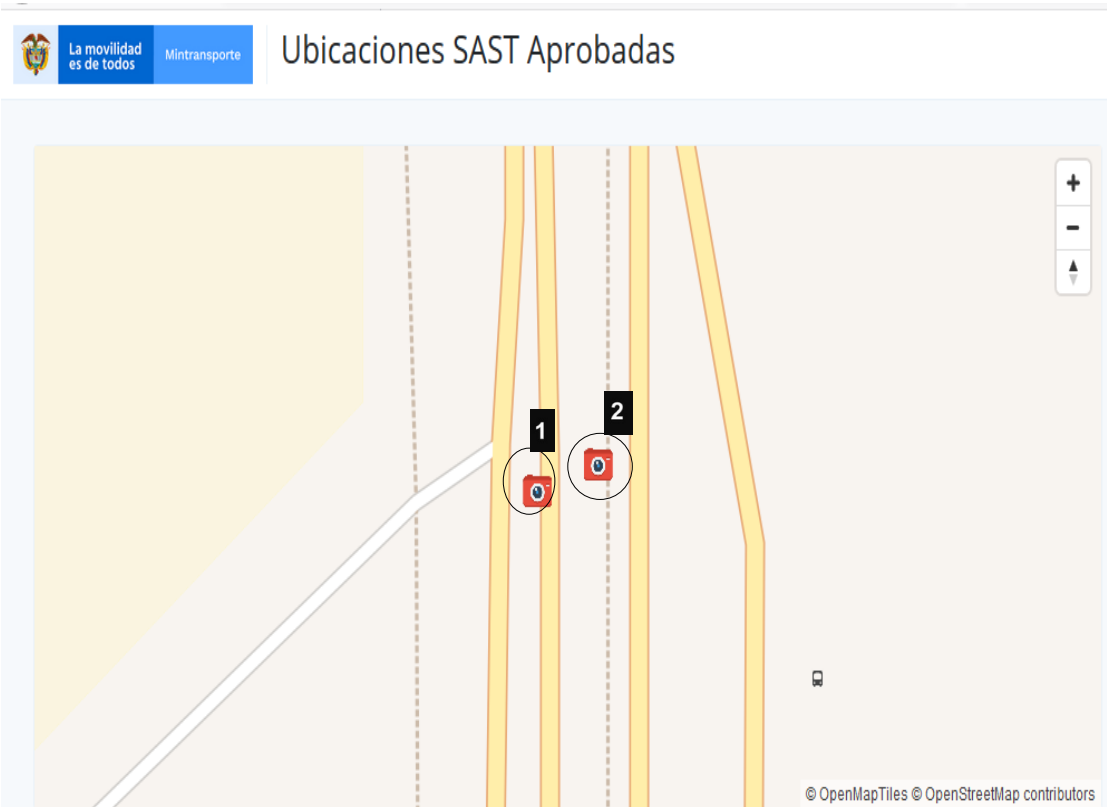 La movilidad
es de todos
Mintransporte
Ubicaciones SAST Aprobadas
1
2
© OpenMapTiles © OpenStreetMap contributors